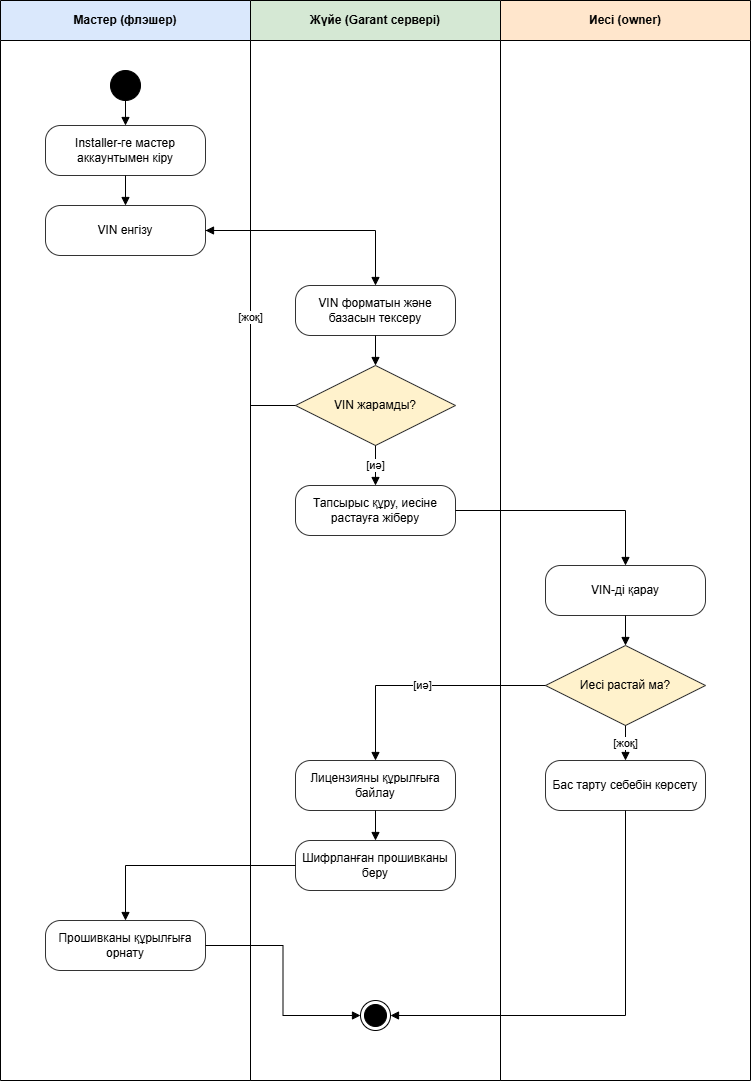 Мастер (флэшер)
Жүйе (Garant сервері)
Иесі (owner)
Installer-ге мастер
аккаунтымен кіру
VIN енгізу
VIN форматын және
базасын тексеру
[жоқ]
VIN жарамды?
[иә]
Тапсырыс құру, иесіне
растауға жіберу
VIN-ді қарау
Иесі растай ма?
[иә]
[жоқ]
Лицензияны құрылғыға
байлау
Бас тарту себебін көрсету
Шифрланған прошивканы
беру
Прошивканы құрылғыға
орнату